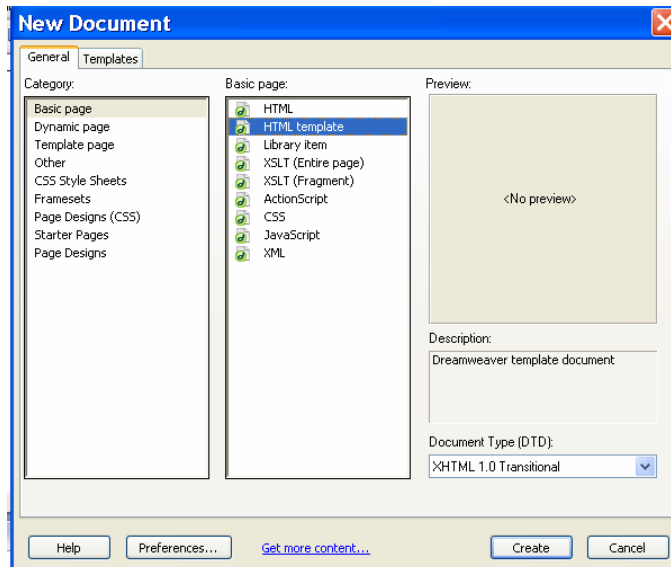 New Document
General Templates
Category:
Basic page
Dynamic page
Template page
Other
CSS Style Sheets
Framesets
Page Designs (CSS)
Starter Pages
Page Designs
Basic page:
HTML
HTML template
Library item
XSLT (Entire page)
XSLT (Fragment)
ActionScript
CSS
JavaScript
XML
Preview:
<No preview>
Description:
Dreamweaver template document
Document Type (DTD):
XHTML 1.0 Transitional
Help Preferences... Get more content... Create Cancel